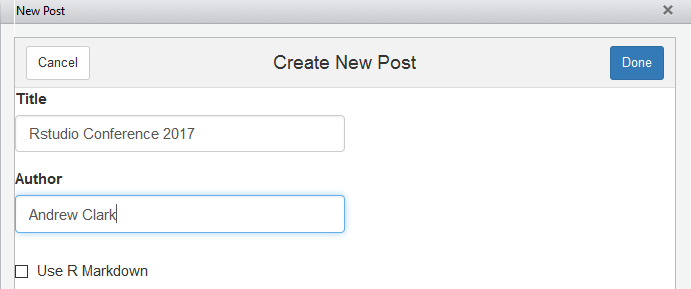 New Post
Cancel Create New Post Done
Title
Rstudio Conference 2017
Author
Andrew Clark
Use R Markdown